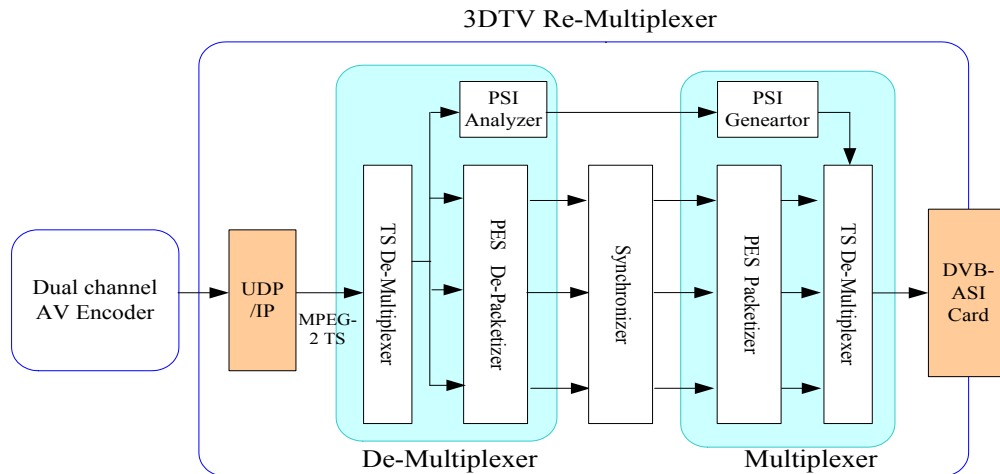 3DTV Re-Multiplexer
PSI
Analyzer
PSI
Geneartor
Dual channel
AV Encoder
UDP
/IP
MPEG-
2 TS
TS De-Multiplexer
PES De-Packetizer
Synchronizer
PES Packetizer
TS De-Multiplexer
DVB-
ASI
Card
De-Multiplexer
Multiplexer